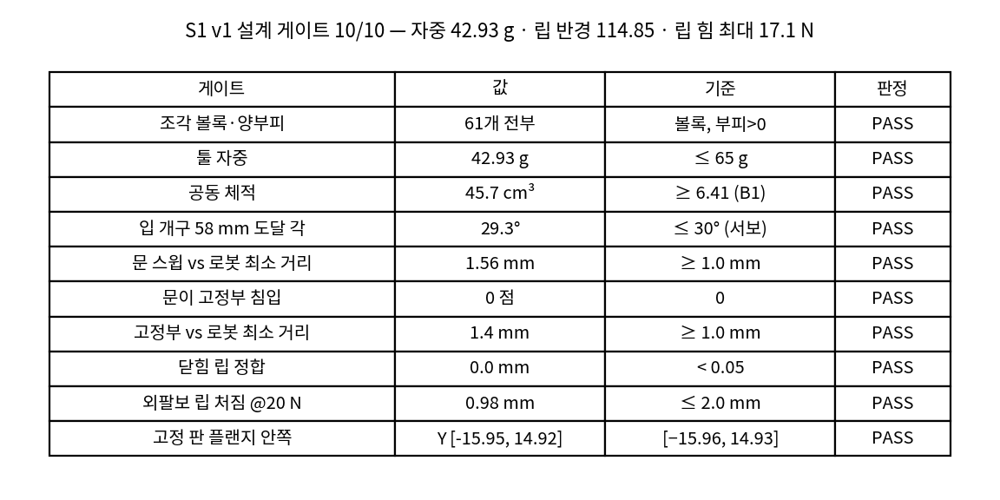 S1 v1 설계 게이트 10/10 — 자중 42.93 g · 립 반경 114.85 · 립 힘 최대 17.1 N
게이트 값 기준 판정
조각 볼록·양부피 61개 전부 볼록, 부피>0 PASS
툴 자중 42.93 g ≤ 65 g PASS
공동 체적 45.7 cm³ ≥ 6.41 (B1) PASS
입 개구 58 mm 도달 각 29.3° ≤ 30° (서보) PASS
문 스윕 vs 로봇 최소 거리 1.56 mm ≥ 1.0 mm PASS
문이 고정부 침입 0 점 0 PASS
고정부 vs 로봇 최소 거리 1.4 mm ≥ 1.0 mm PASS
닫힘 립 정합 0.0 mm < 0.05 PASS
외팔보 립 처짐 @20 N 0.98 mm ≤ 2.0 mm PASS
고정 판 플랜지 안쪽 Y [-15.95, 14.92] [−15.96, 14.93] PASS